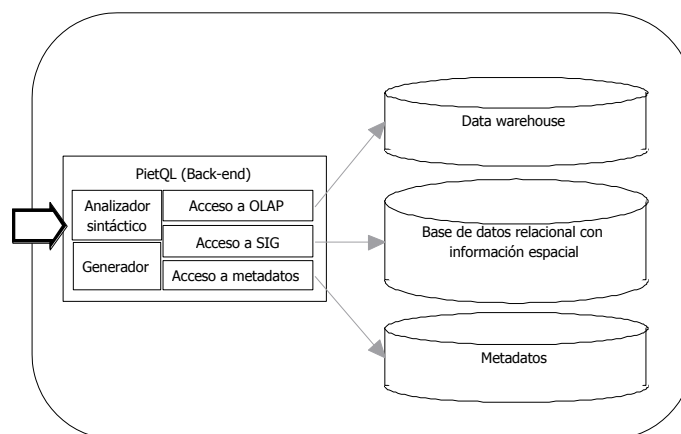 Data warehouse
PietQL (Back-end)
Analizador
sintáctico
Acceso a OLAP
Acceso a SIG
Generador
Acceso a metadatos
Base de datos relacional con
información espacial
Metadatos